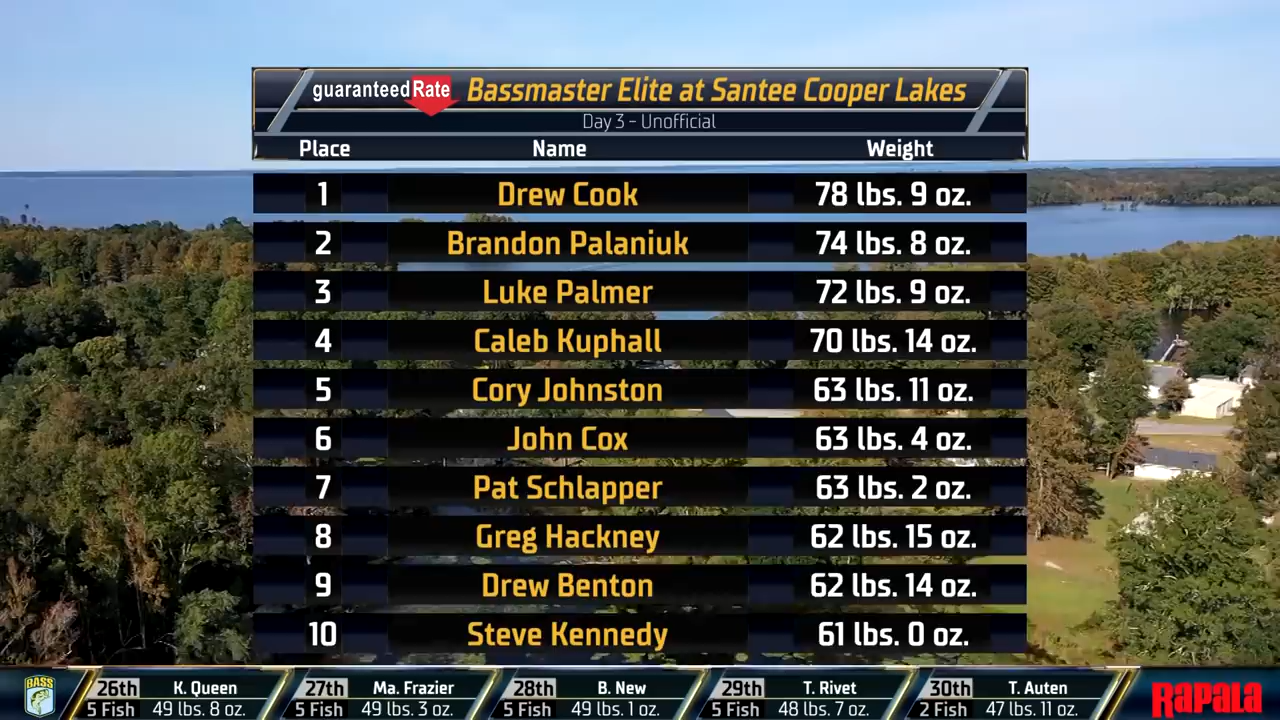 guaranteedRate Bassmaster Elite at Santee Cooper Lakes
Day 3 - Unofficial
Place Name Weight
1 Drew Cook 78 lbs. 9 oz.
2 Brandon Palaniuk 74 lbs. 8 oz.
3 Luke Palmer 72 lbs. 9 oz.
4 Caleb Kuphall 70 lbs. 14 oz.
5 Cory Johnston 63 lbs. 11 oz.
6 John Cox 63 lbs. 4 oz.
7 Pat Schlapper 63 lbs. 2 oz.
8 Greg Hackney 62 lbs. 15 oz.
9 Drew Benton 62 lbs. 14 oz.
10 Steve Kennedy 61 lbs. 0 oz.
BASS
26th K. Queen
5 Fish 49 lbs. 8 oz.
27th Ma. Frazier
5 Fish 49 lbs. 3 oz.
28th B. New
5 Fish 49 lbs. 1 oz.
29th T. Rivet
5 Fish 48 lbs. 7 oz.
30th T. Auten
2 Fish 47 lbs. 11 oz.
RAPALA